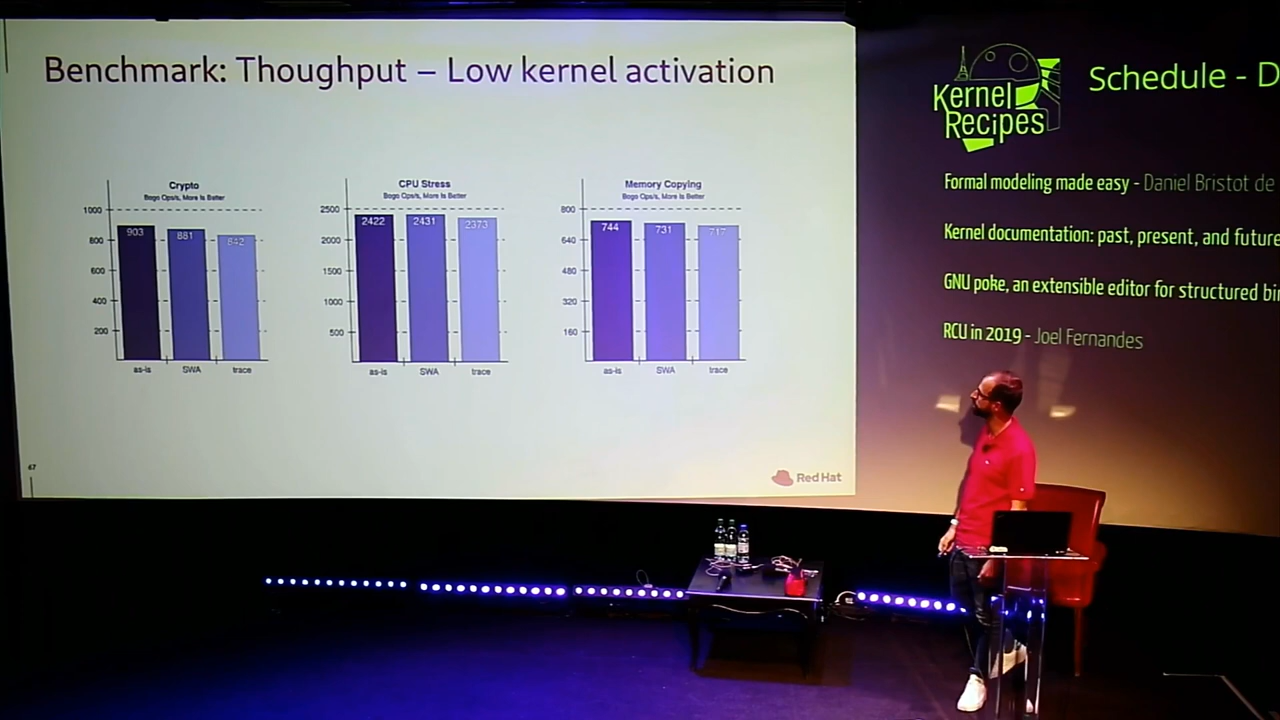 Benchmark: Thoughput – Low kernel activation
Crypto
Bogo Ops/s, More Is Better
1000
800
600
400
200
903
881
842
as-is
SWA
trace
CPU Stress
Bogo Ops/s, More Is Better
2500
2000
1500
1000
500
2422
2431
2373
as-is
SWA
trace
Memory Copying
Bogo Ops/s, More Is Better
800
640
480
320
160
744
731
717
as-is
SWA
trace
47
Red Hat
Kernel
Recipes
Schedule - D
Formal modeling made easy - Daniel Bristot de
Kernel documentation: past, present, and future
GNU poke, an extensible editor for structured bi
RCU in 2019 - Joel Fernandes